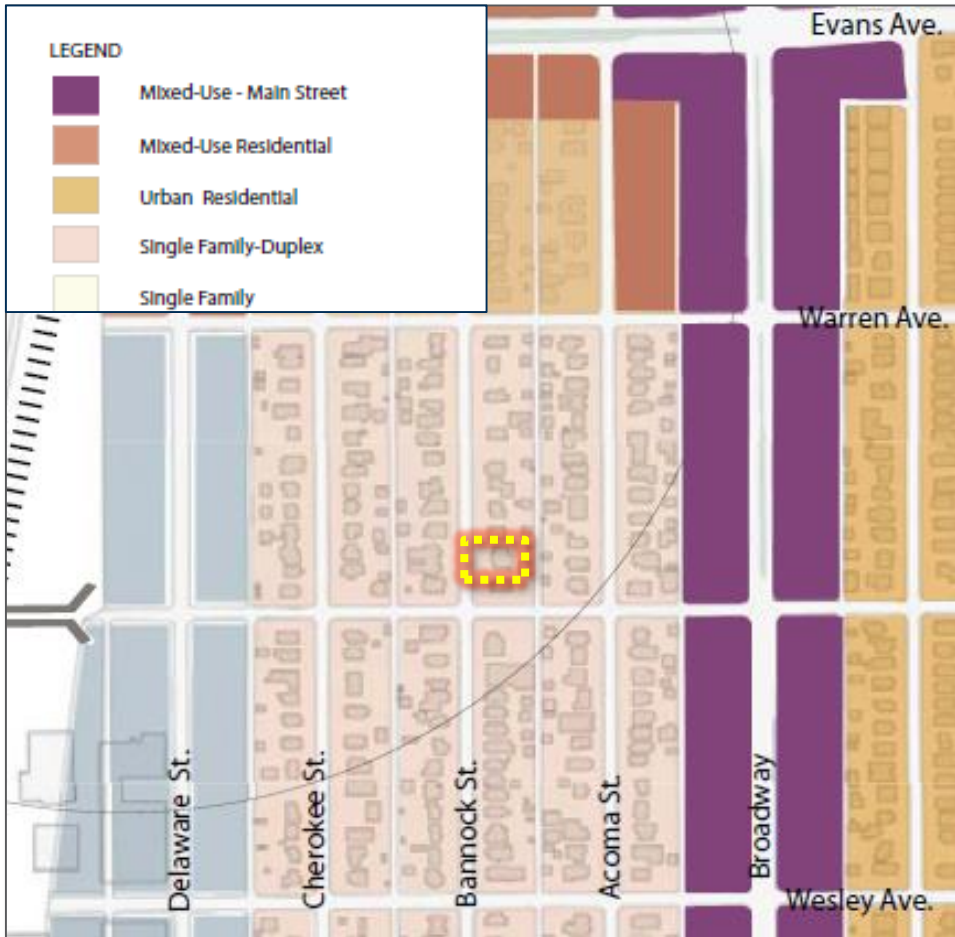 Evans Ave.
LEGEND
Mixed-Use - Main Street
Mixed-Use Residential
Urban Residential
Single Family-Duplex
Single Family
Warren Ave.
Delaware St.
Cherokee St.
Bannock St.
Acoma St.
Broadway
Wesley Ave.